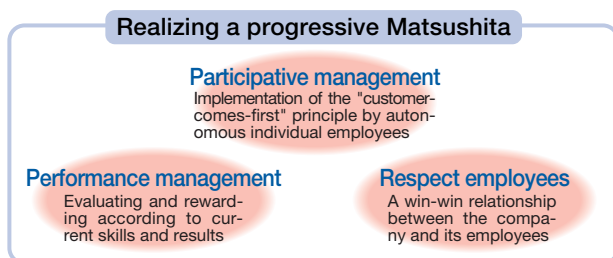 Realizing a progressive Matsushita
Participative management
Implementation of the "customer-
comes-first" principle by auton-
omous individual employees
Performance management
Evaluating and reward-
ing according to cur-
rent skills and results
Respect employees
A win-win relationship
between the compa-
ny and its employees